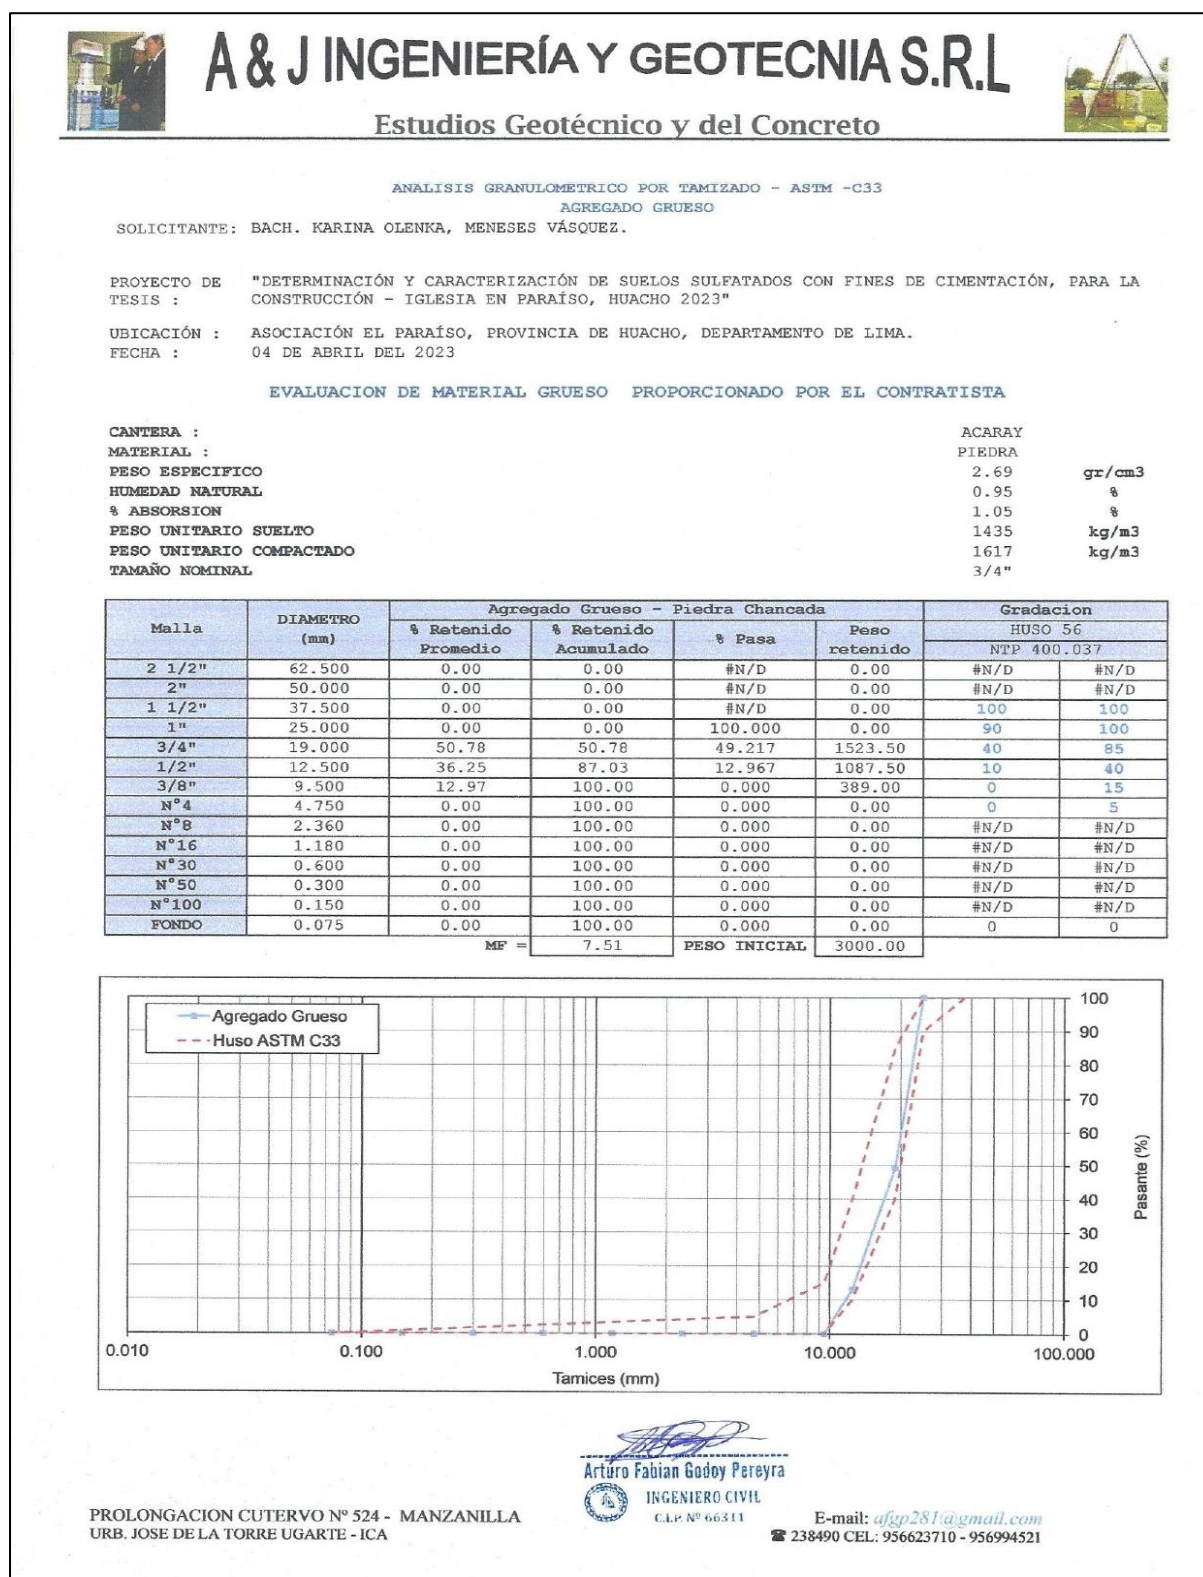 A & J INGENIERÍA Y GEOTECNIA S.R.L
Estudios Geotécnico y del Concreto
ANALISIS GRANULOMETRICO POR TAMIZADO - ASTM -C33
AGREGADO GRUESO
SOLICITANTE: BACH. KARINA OLENKA, MENESES VÁSQUEZ.
PROYECTO DE TESIS : "DETERMINACIÓN Y CARACTERIZACIÓN DE SUELOS SULFATADOS CON FINES DE CIMENTACIÓN, PARA LA
CONSTRUCCIÓN - IGLESIA EN PARAÍSO, HUACHO 2023"
UBICACIÓN : ASOCIACIÓN EL PARAÍSO, PROVINCIA DE HUACHO, DEPARTAMENTO DE LIMA.
FECHA : 04 DE ABRIL DEL 2023
EVALUACION DE MATERIAL GRUESO PROPORCIONADO POR EL CONTRATISTA
CANTERA : ACARAY
MATERIAL : PIEDRA
PESO ESPECIFICO 2.69 gr/cm3
HUMEDAD NATURAL 0.95 %
% ABSORSION 1.05 %
PESO UNITARIO SUELTO 1435 kg/m3
PESO UNITARIO COMPACTADO 1617 kg/m3
TAMAÑO NOMINAL 3/4"
Malla DIAMETRO (mm) Agregado Grueso - Piedra Chancada Gradacion
% Retenido Promedio % Retenido Acumulado % Pasa Peso retenido HUSO 56
NTP 400.037
2 1/2" 62.500 0.00 0.00 #N/D 0.00 #N/D #N/D
2" 50.000 0.00 0.00 #N/D 0.00 #N/D #N/D
1 1/2" 37.500 0.00 0.00 #N/D 0.00 100 100
1" 25.000 0.00 0.00 100.000 0.00 90 100
3/4" 19.000 50.78 50.78 49.217 1523.50 40 85
1/2" 12.500 36.25 87.03 12.967 1087.50 10 40
3/8" 9.500 12.97 100.00 0.000 389.00 0 15
N°4 4.750 0.00 100.00 0.000 0.00 0 5
N°8 2.360 0.00 100.00 0.000 0.00 #N/D #N/D
N°16 1.180 0.00 100.00 0.000 0.00 #N/D #N/D
N°30 0.600 0.00 100.00 0.000 0.00 #N/D #N/D
N°50 0.300 0.00 100.00 0.000 0.00 #N/D #N/D
N°100 0.150 0.00 100.00 0.000 0.00 #N/D #N/D
FONDO 0.075 0.00 100.00 0.000 0.00 0 0
MF = 7.51 PESO INICIAL 3000.00
Agregado Grueso
Huso ASTM C33
100
90
80
70
60
50
40
30
20
10
0
Pasante (%)
0.010 0.100 1.000 10.000 100.000
Tamices (mm)
Arturo Fabian Godoy Pereyra
INGENIERO CIVIL
C.I.P. Nº 66311
PROLONGACION CUTERVO Nº 524 - MANZANILLA
URB. JOSE DE LA TORRE UGARTE - ICA
E-mail: afgp281@gmail.com
☎ 238490 CEL: 956623710 - 956994521